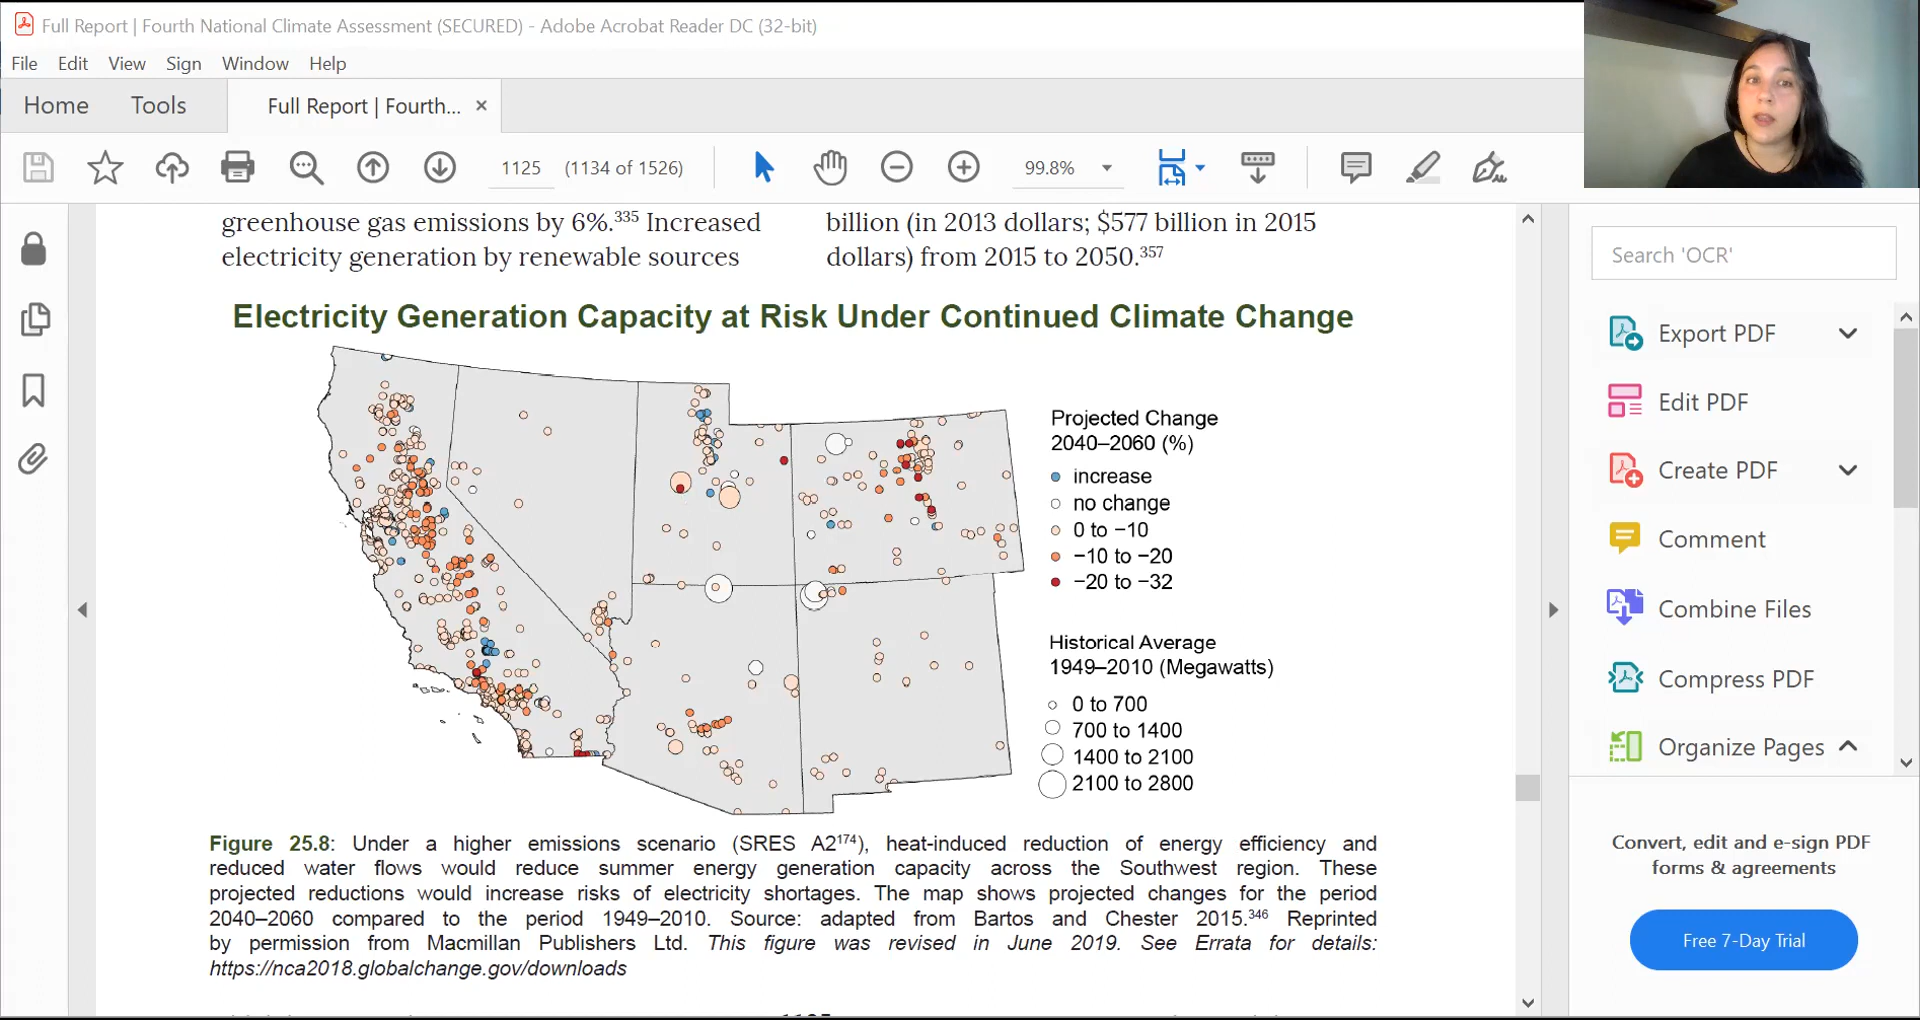 Full Report | Fourth National Climate Assessment (SECURED) - Adobe Acrobat Reader DC (32-bit)
File Edit View Sign Window Help
Home Tools Full Report | Fourth... ×
1125 (1134 of 1526) 99.8%
greenhouse gas emissions by 6%.335 Increased
electricity generation by renewable sources
billion (in 2013 dollars; $577 billion in 2015
dollars) from 2015 to 2050.357
Electricity Generation Capacity at Risk Under Continued Climate Change
Projected Change
2040–2060 (%)
increase
no change
0 to −10
−10 to −20
−20 to −32
Historical Average
1949–2010 (Megawatts)
0 to 700
700 to 1400
1400 to 2100
2100 to 2800
Figure 25.8: Under a higher emissions scenario (SRES A2174), heat-induced reduction of energy efficiency and
reduced water flows would reduce summer energy generation capacity across the Southwest region. These
projected reductions would increase risks of electricity shortages. The map shows projected changes for the period
2040–2060 compared to the period 1949–2010. Source: adapted from Bartos and Chester 2015.346 Reprinted
by permission from Macmillan Publishers Ltd. This figure was revised in June 2019. See Errata for details:
https://nca2018.globalchange.gov/downloads
Search 'OCR'
Export PDF
Edit PDF
Create PDF
Comment
Combine Files
Compress PDF
Organize Pages
Convert, edit and e-sign PDF
forms & agreements
Free 7-Day Trial